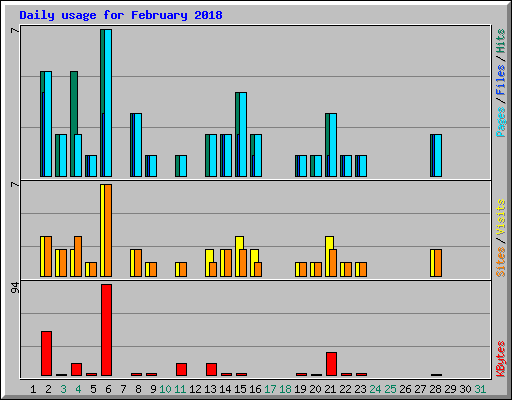 Daily usage for February 2018
7
Pages / Files / Hits
7
Sites / Visits
94
KBytes
1 2 3 4 5 6 7 8 9 10 11 12 13 14 15 16 17 18 19 20 21 22 23 24 25 26 27 28 29 30 31